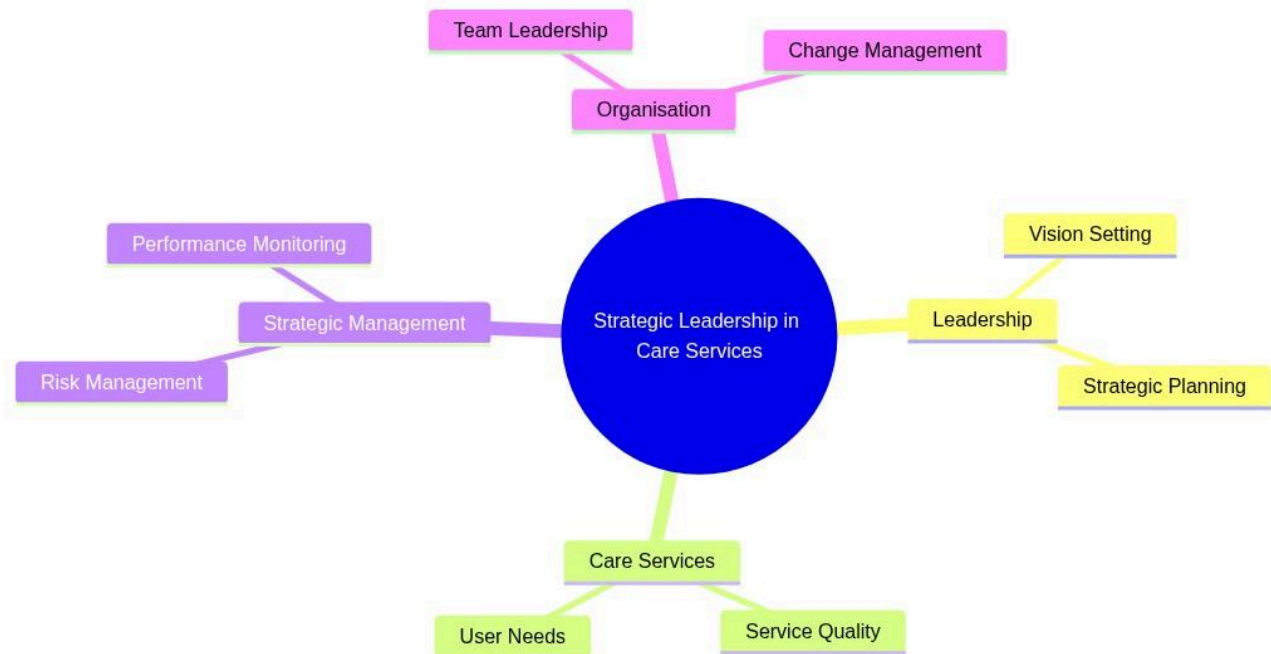 Team Leadership
Change Management
Organisation
Vision Setting
Performance Monitoring
Leadership
Strategic Management
Strategic Leadership in
Care Services
Risk Management
Strategic Planning
Care Services
User Needs
Service Quality